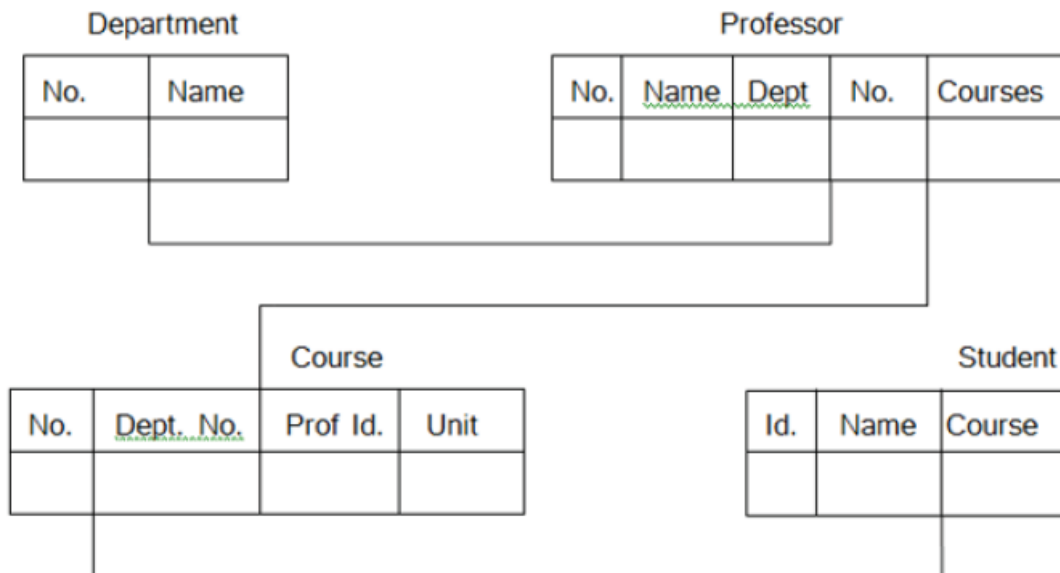 Department
Professor
No. Name
No. Name Dept No. Courses
Course
Student
No. Dept. No. Prof Id. Unit
Id. Name Course